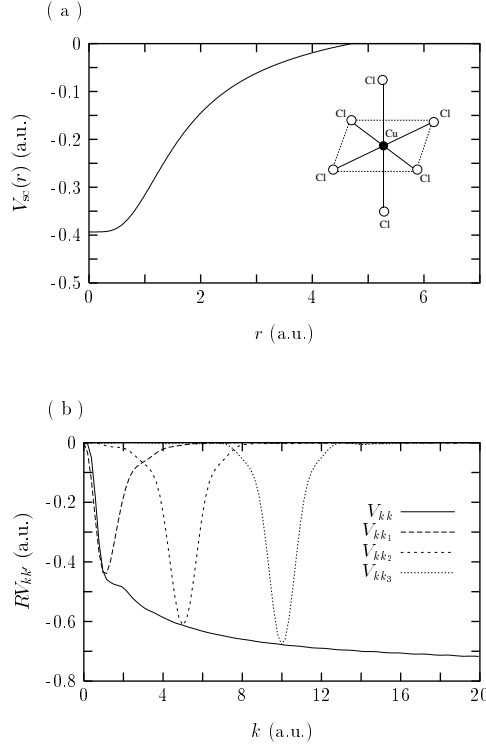 ( a )
0
-0.1
-0.2
-0.3
-0.4
-0.5
V_sc(r) (a.u.)
Cl
Cl
Cl
Cu
Cl
Cl
Cl
0 2 4 6
r (a.u.)
( b )
0
-0.2
-0.4
-0.6
-0.8
RV_kk' (a.u.)
V_kk
V_kk₁
V_kk₂
V_kk₃
0 4 8 12 16 20
k (a.u.)